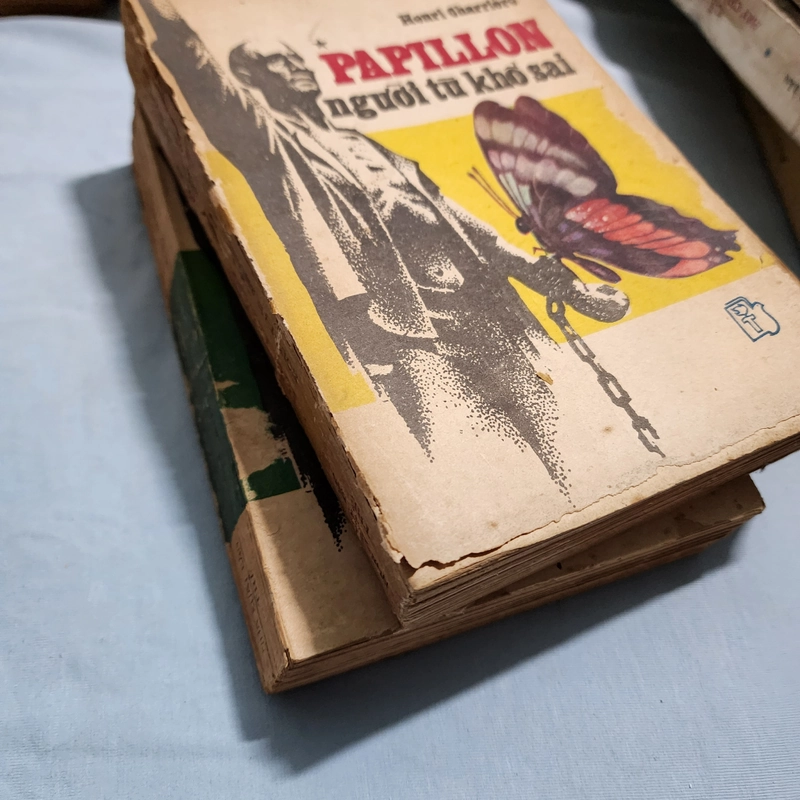 Henri Charrière
PAPILLON
người tù khổ sai